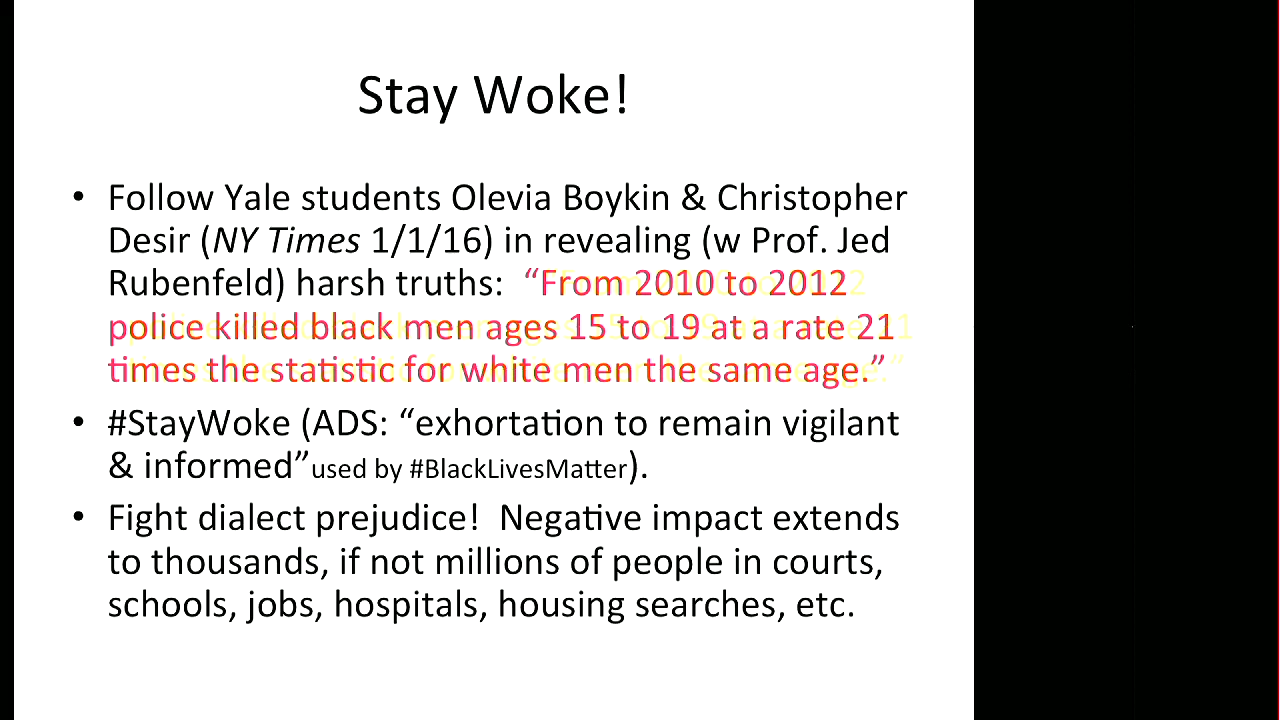 Stay Woke!
• Follow Yale students Olevia Boykin & Christopher
Desir (NY Times 1/1/16) in revealing (w Prof. Jed
Rubenfeld) harsh truths: “From 2010 to 2012
police killed black men ages 15 to 19 at a rate 21
times the statistic for white men the same age.”
• #StayWoke (ADS: “exhortation to remain vigilant
& informed”used by #BlackLivesMatter).
• Fight dialect prejudice! Negative impact extends
to thousands, if not millions of people in courts,
schools, jobs, hospitals, housing searches, etc.